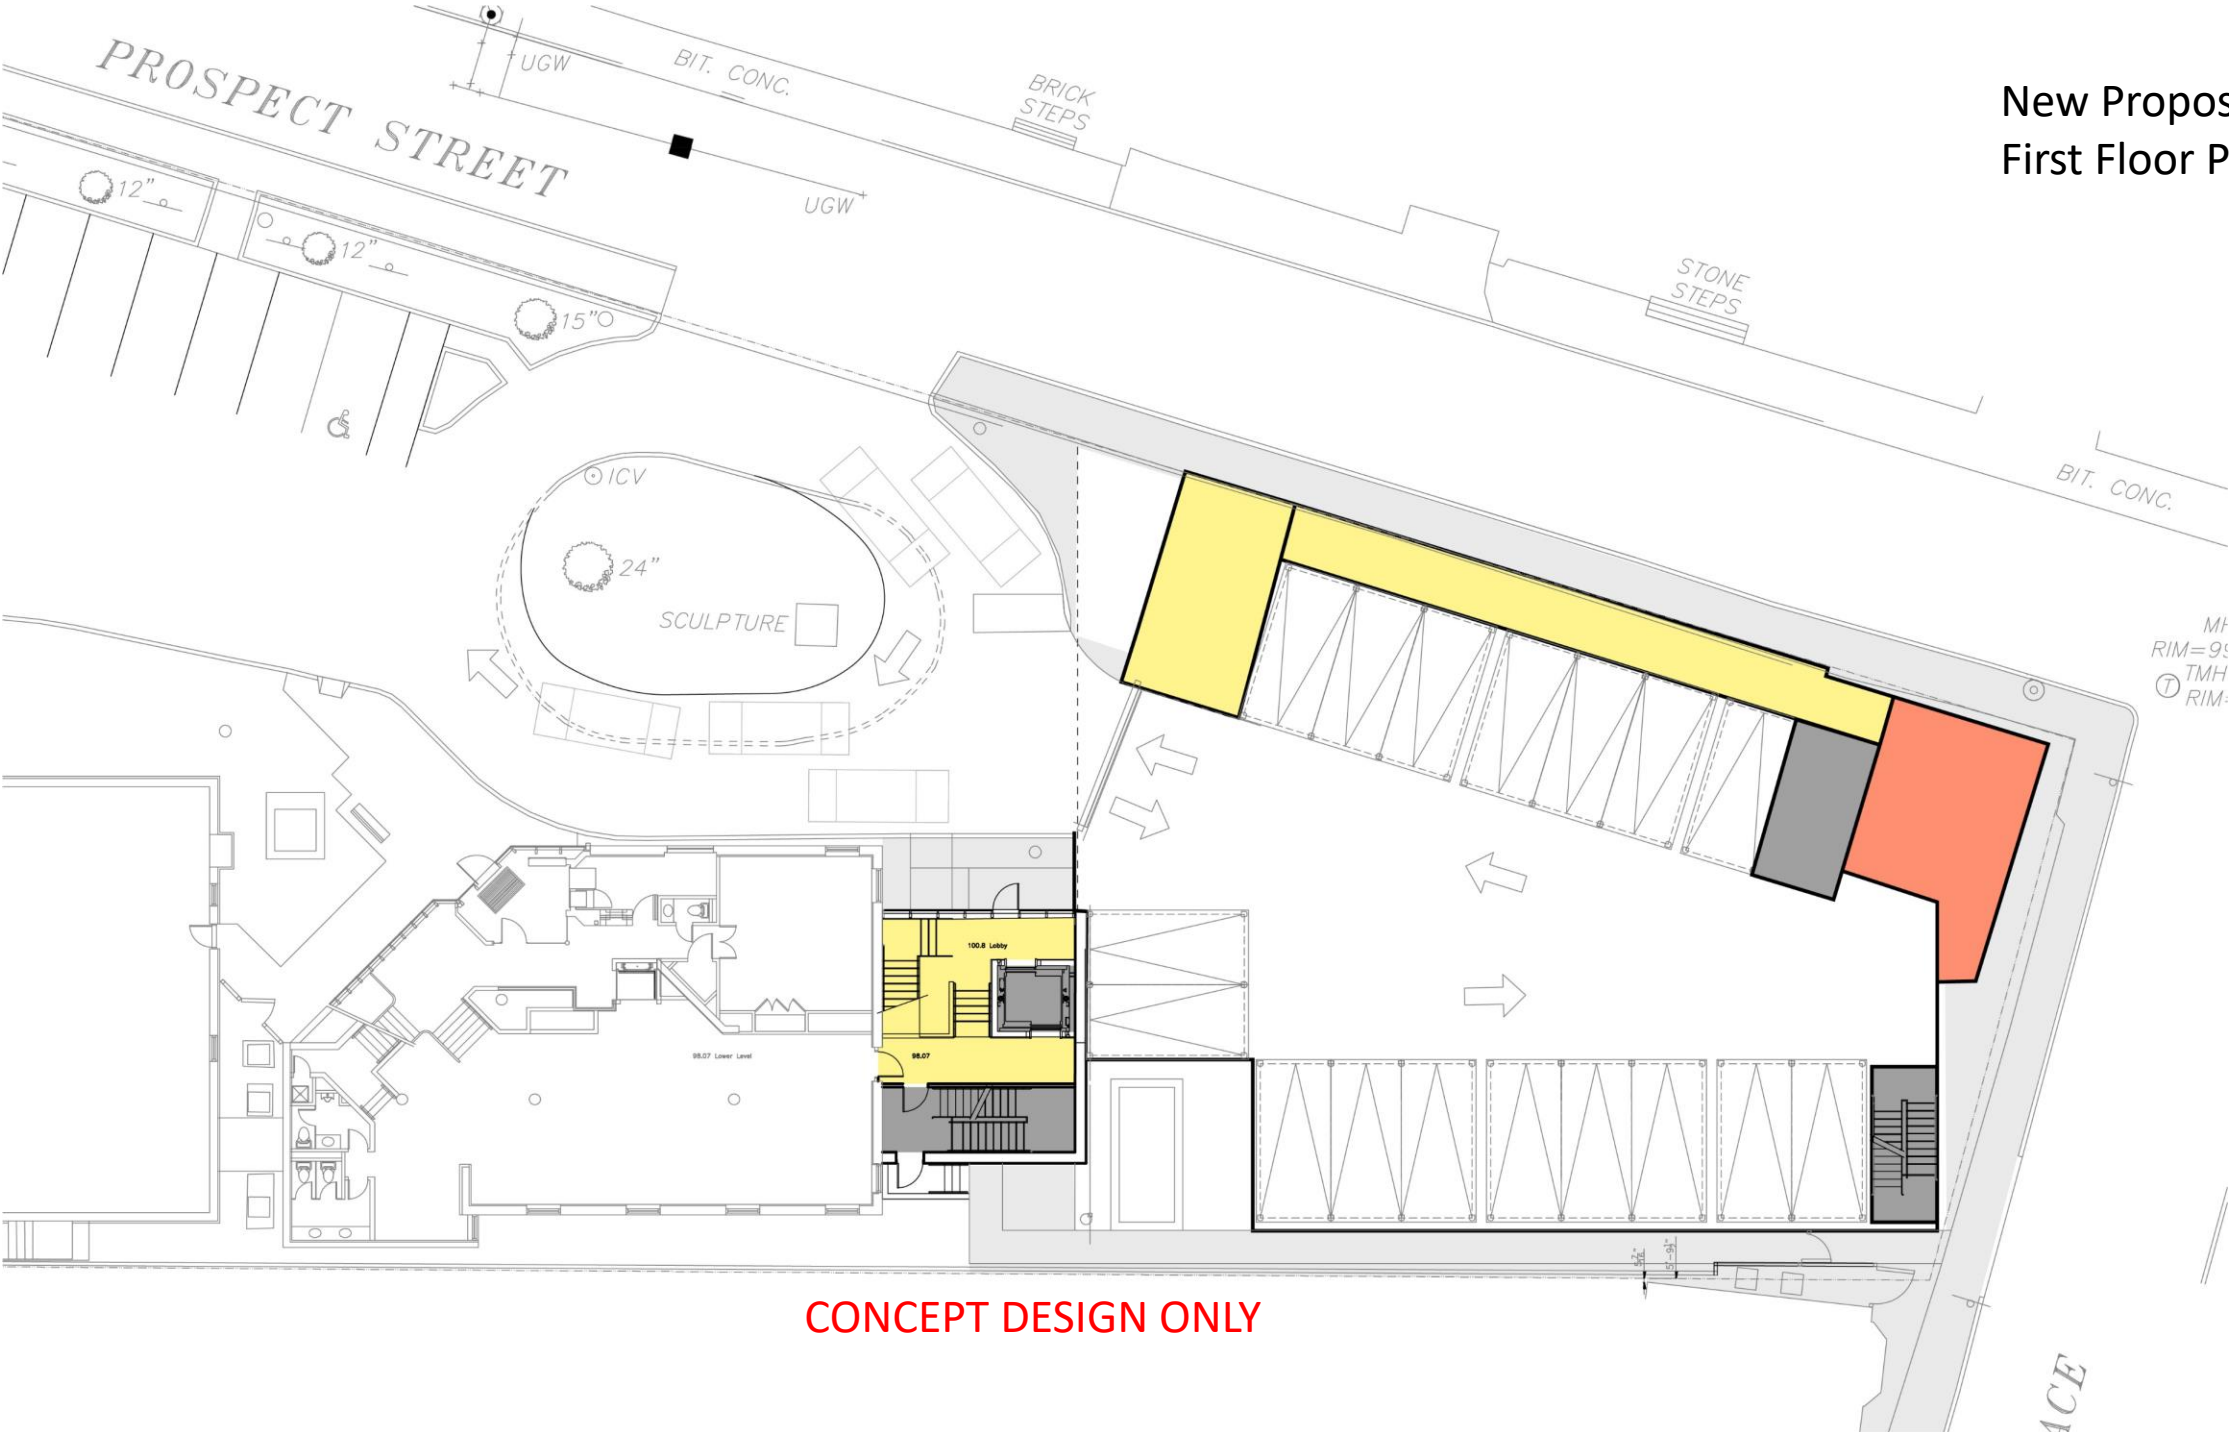 New Propos
First Floor P
PROSPECT STREET
UGW
BIT. CONC.
BRICK
STEPS
UGW
12"
12"
15"
STONE
STEPS
BIT. CONC.
ICV
24"
SCULPTURE
RIM=99
TMH
T
RIM=
100.8 Lobby
98.07 Lower Level
98.07
CONCEPT DESIGN ONLY
ACE